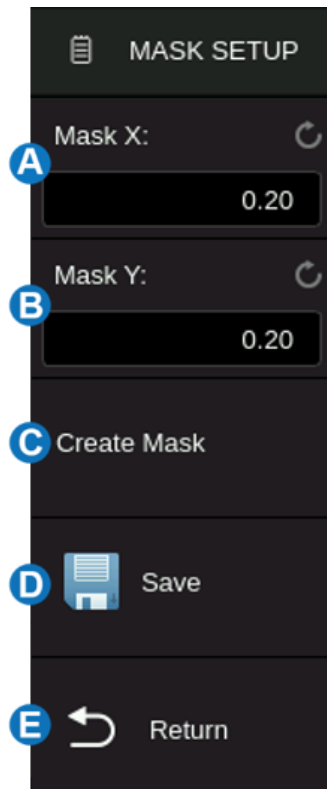 MASK SETUP
Mask X:
A
0.20
Mask Y:
B
0.20
C Create Mask
D Save
E Return